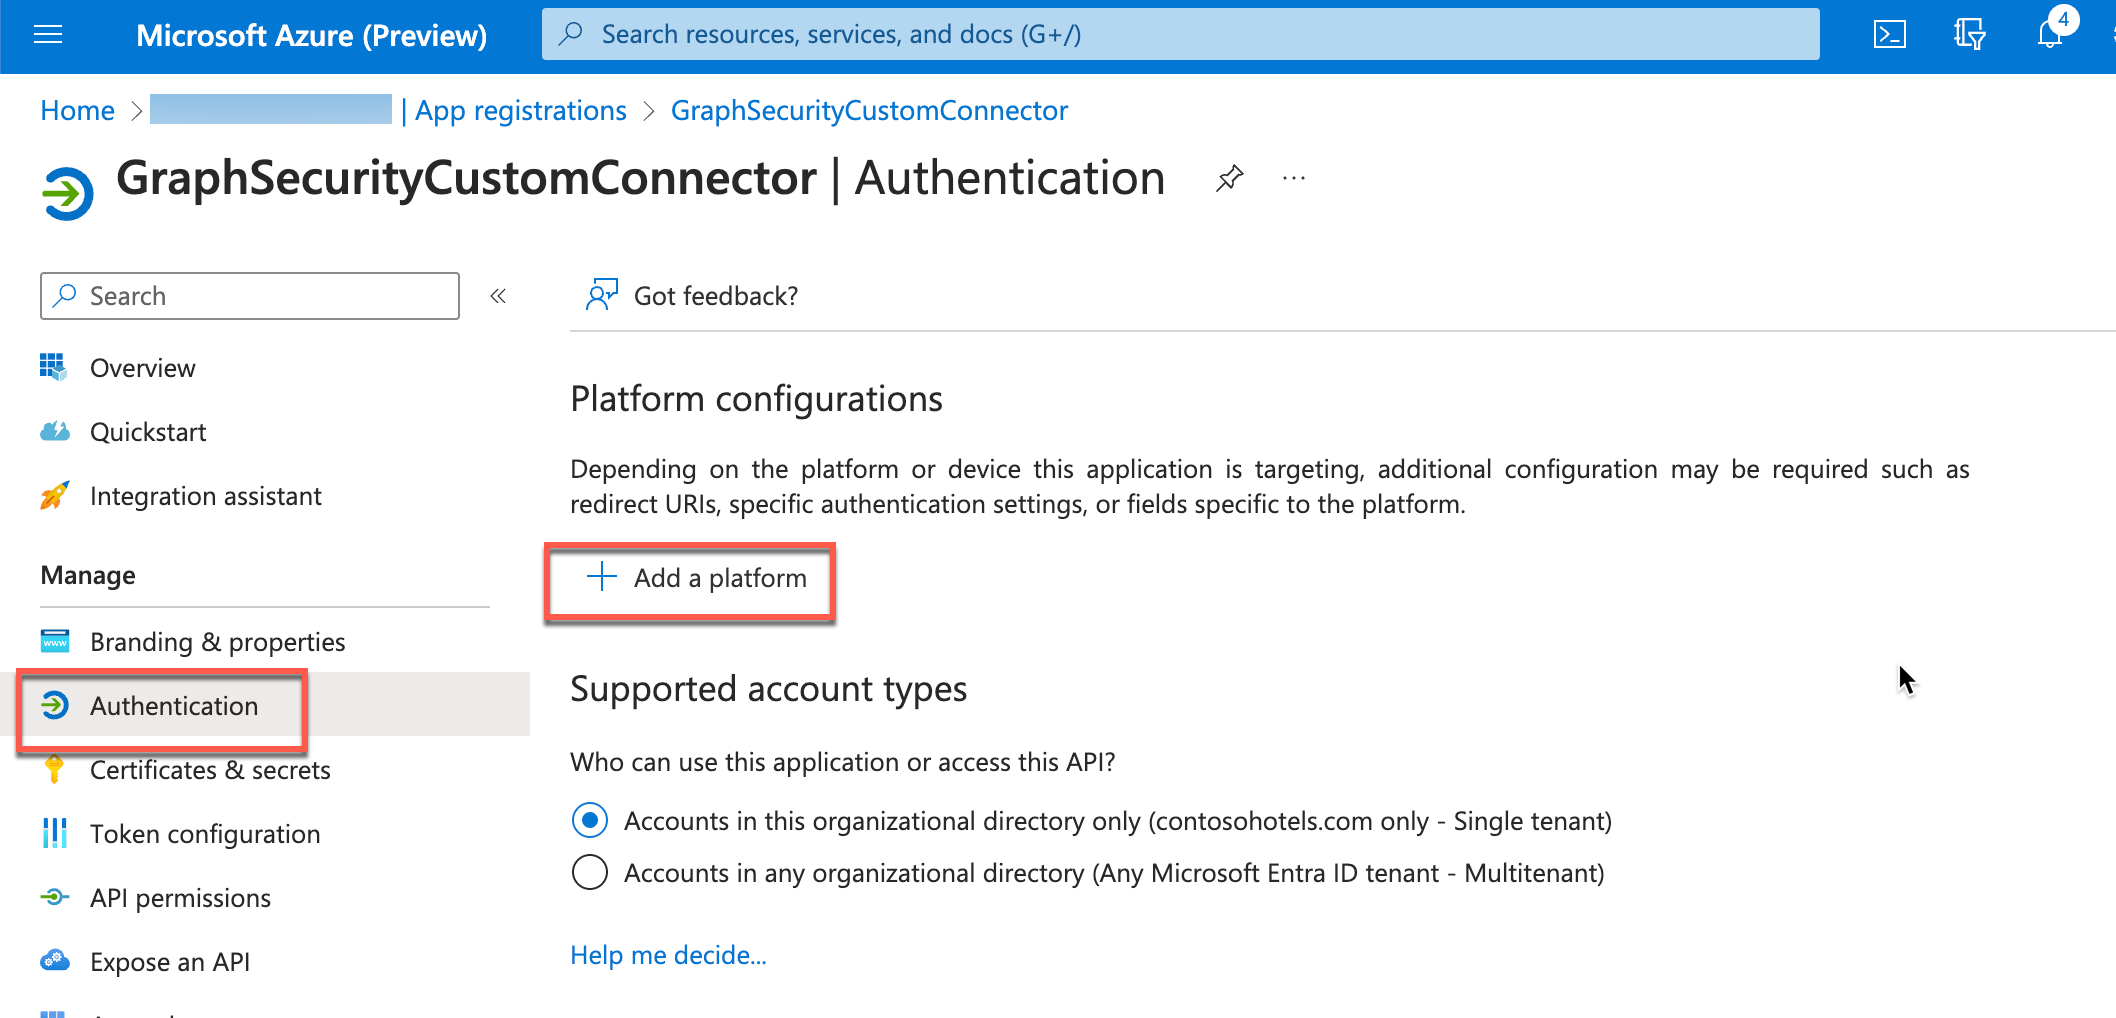 Microsoft Azure (Preview)
Search resources, services, and docs (G+/)
4
Home > | App registrations > GraphSecurityCustomConnector
GraphSecurityCustomConnector | Authentication
Search
«
Got feedback?
Overview
Quickstart
Integration assistant
Manage
Branding & properties
Authentication
Certificates & secrets
Token configuration
API permissions
Expose an API
Platform configurations
Depending on the platform or device this application is targeting, additional configuration may be required such as
redirect URIs, specific authentication settings, or fields specific to the platform.
Add a platform
Supported account types
Who can use this application or access this API?
Accounts in this organizational directory only (contosohotels.com only - Single tenant)
Accounts in any organizational directory (Any Microsoft Entra ID tenant - Multitenant)
Help me decide...